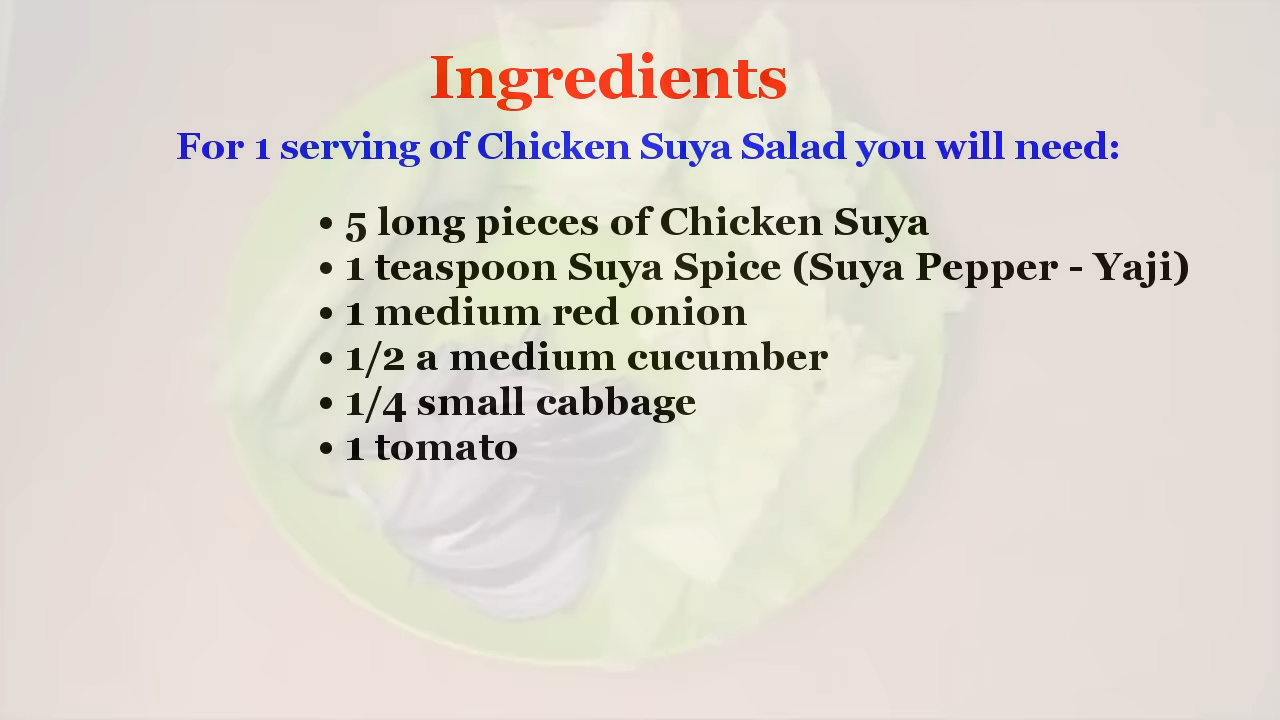 Ingredients
For 1 serving of Chicken Suya Salad you will need:
• 5 long pieces of Chicken Suya
• 1 teaspoon Suya Spice (Suya Pepper - Yaji)
• 1 medium red onion
• 1/2 a medium cucumber
• 1/4 small cabbage
• 1 tomato